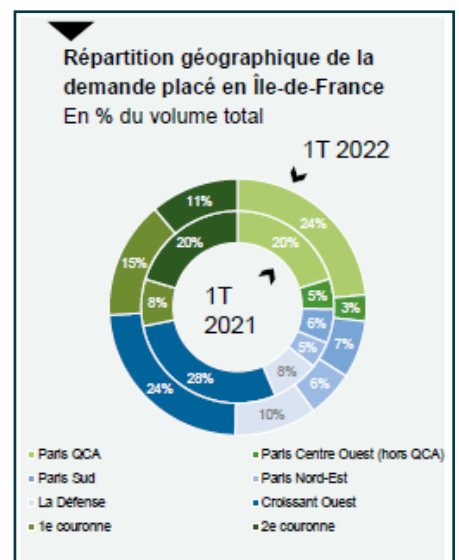 Répartition géographique de la
demande placé en Île-de-France
En % du volume total
1T 2022
11%
24%
20%
20%
15%
8%
1T
2021
5%
3%
6%
7%
5%
6%
8%
28%
24%
10%
Paris QCA
Paris Centre Ouest (hors QCA)
Paris Sud
Paris Nord-Est
La Défense
Croissant Ouest
1e couronne
2e couronne